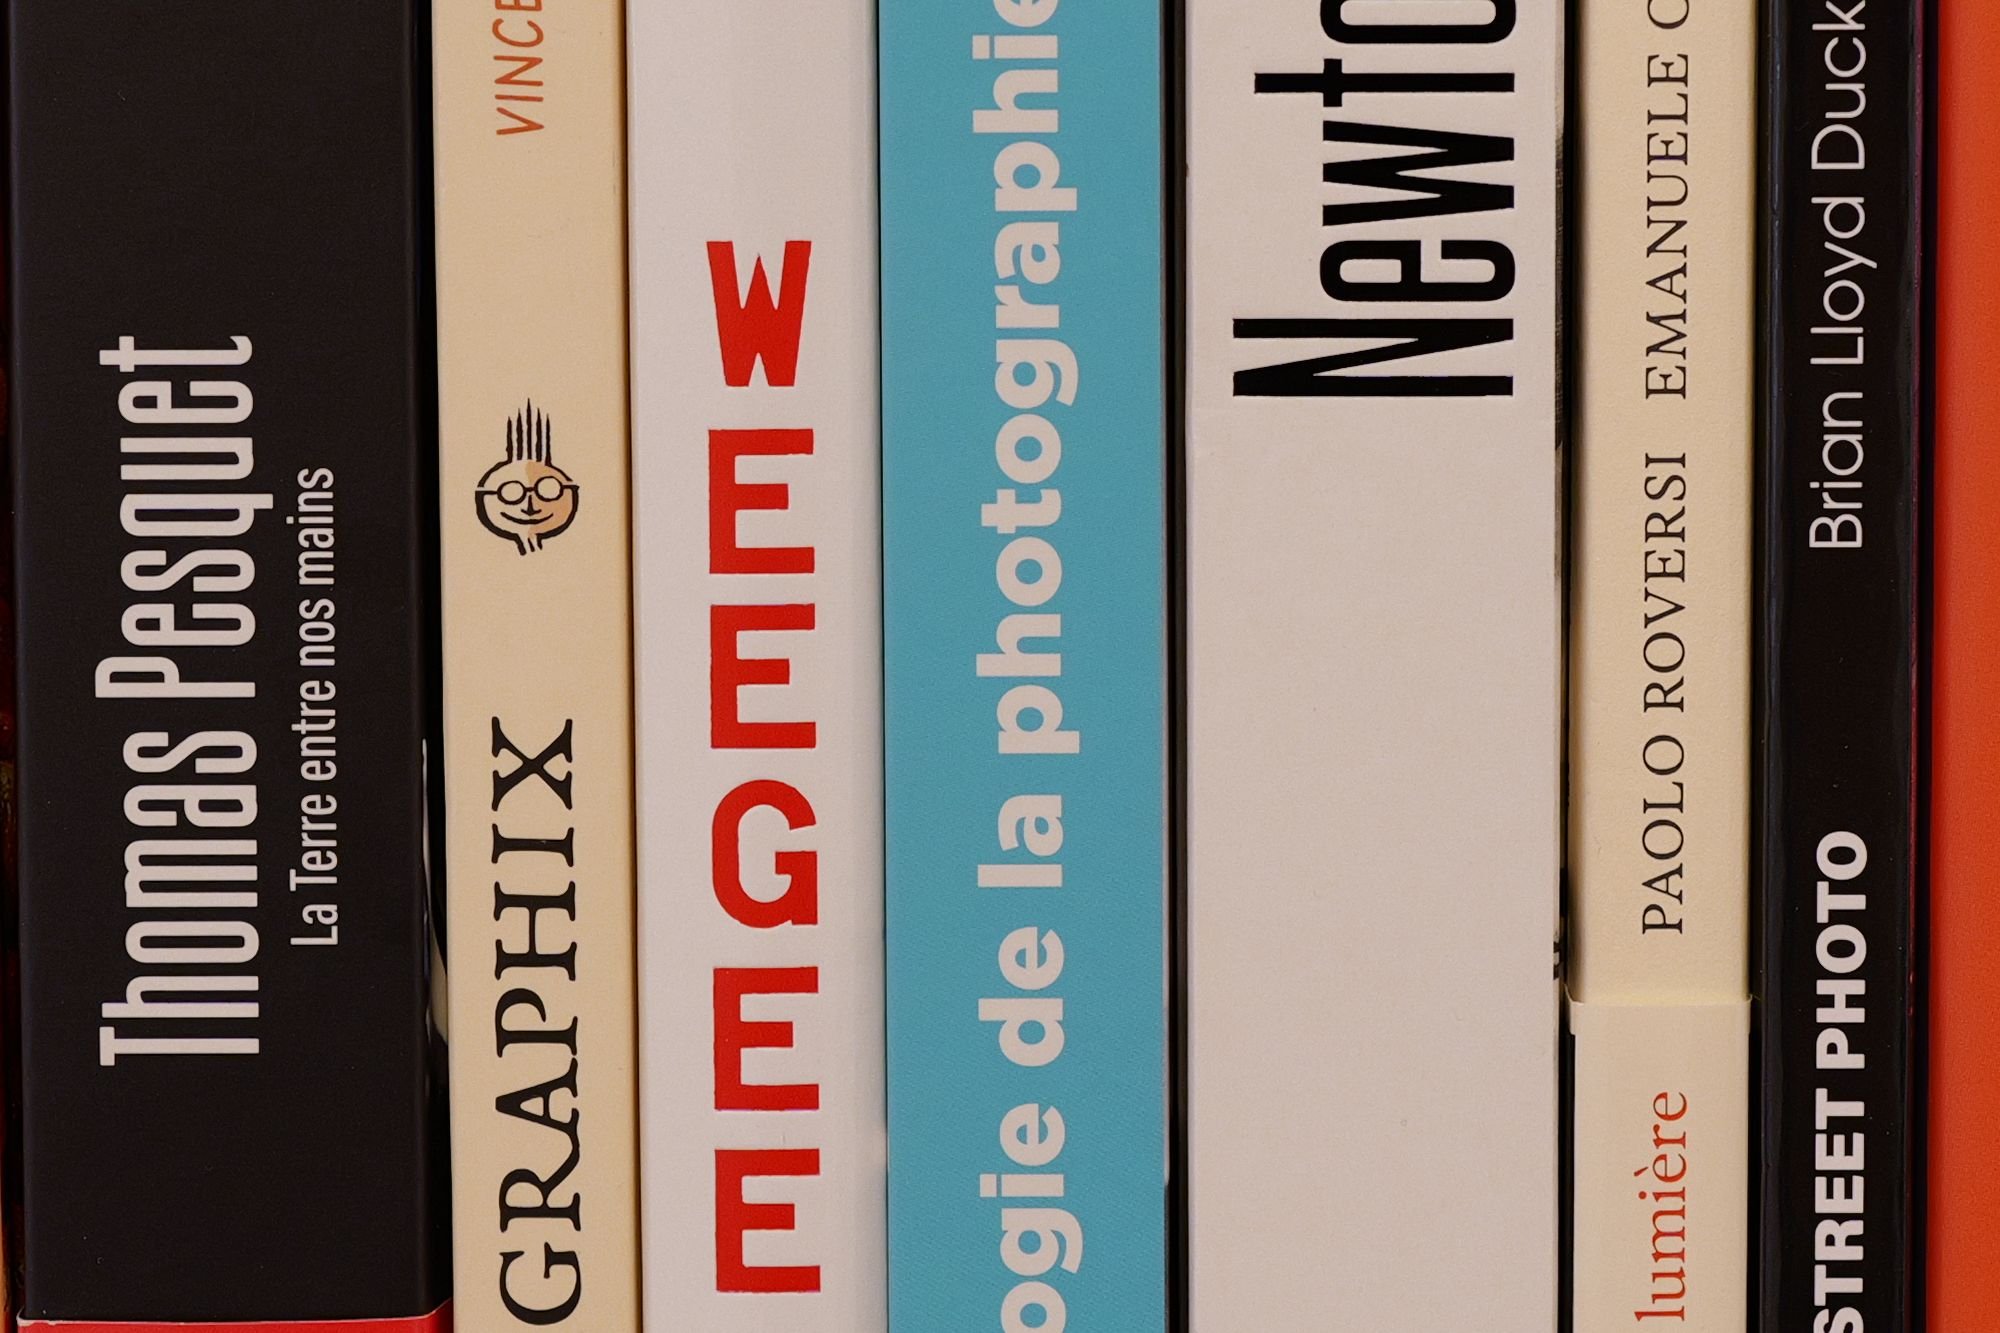 Thomas Pesquet
La Terre entre nos mains
GRAPHIX
VINCE
WEEGEE
ogie de la photographie
Newto
lumière
PAOLO ROVERSI EMANUELE C
STREET PHOTO
Brian Lloyd Duck